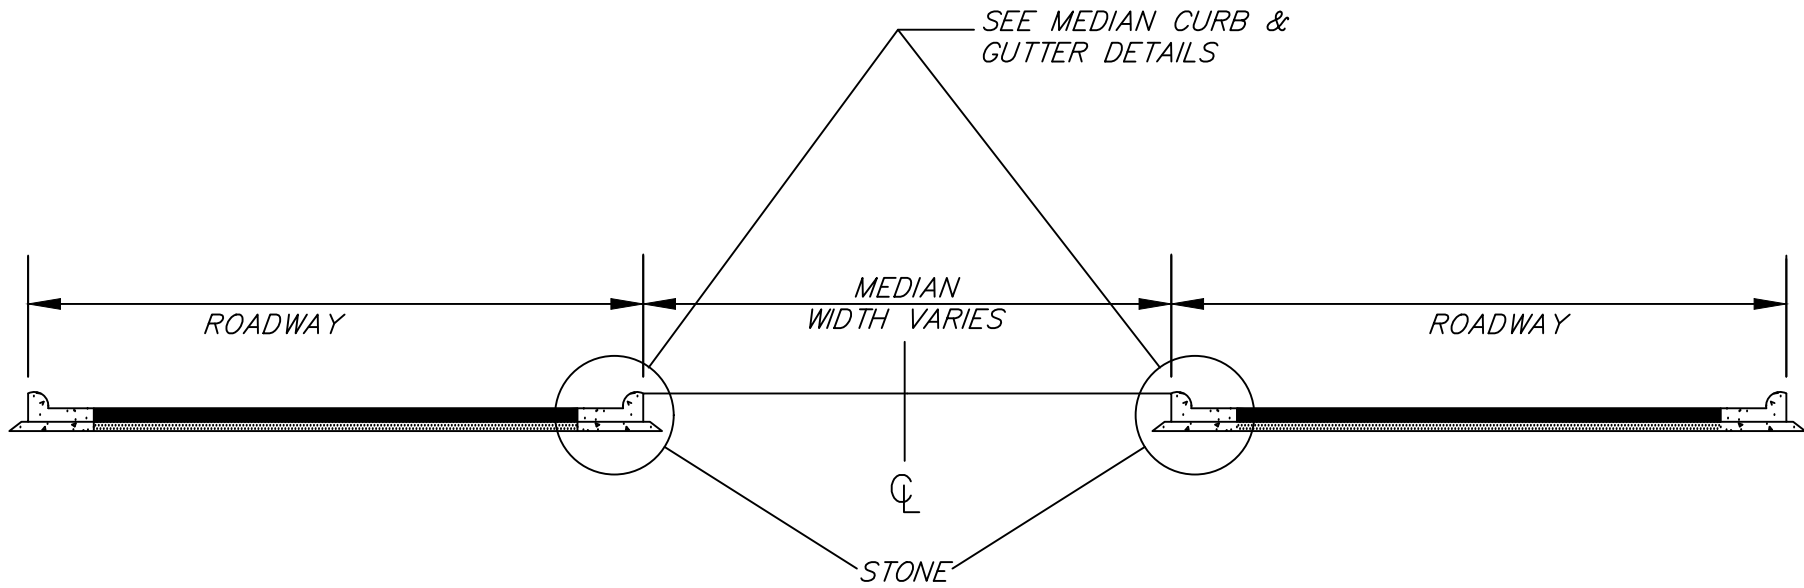 SEE MEDIAN CURB &
GUTTER DETAILS
MEDIAN
WIDTH VARIES
ROADWAY
ROADWAY
℄
STONE